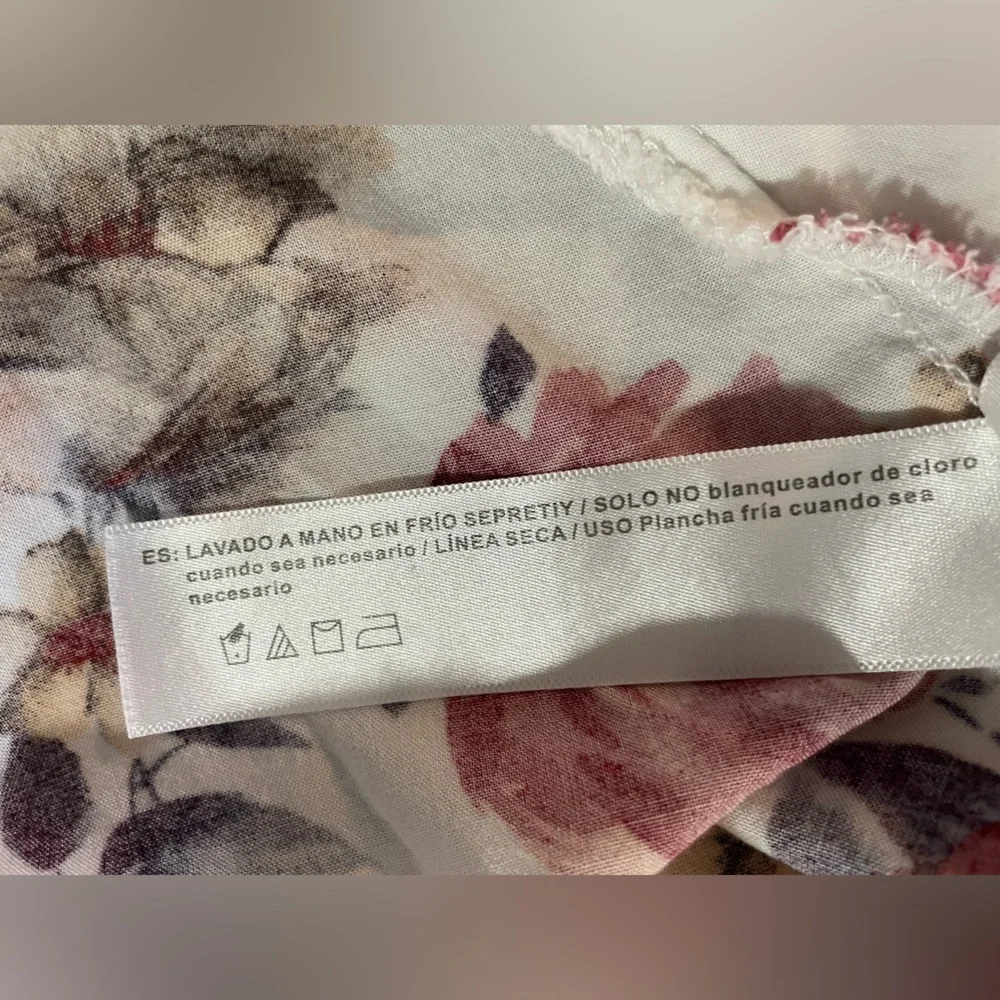 ES: LAVADO A MANO EN FRÍO SEPRETIY / SOLO NO blanqueador de cloro
cuando sea necesario / LÍNEA SECA / USO Plancha fría cuando sea
necesario